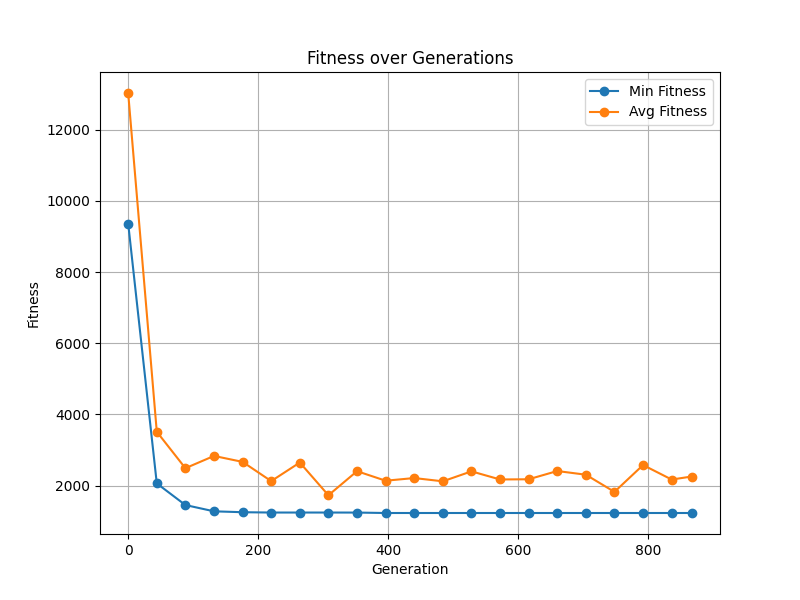 Fitness over Generations
Min Fitness
Avg Fitness
12000
10000
8000
6000
4000
2000
Fitness
0 200 400 600 800
Generation